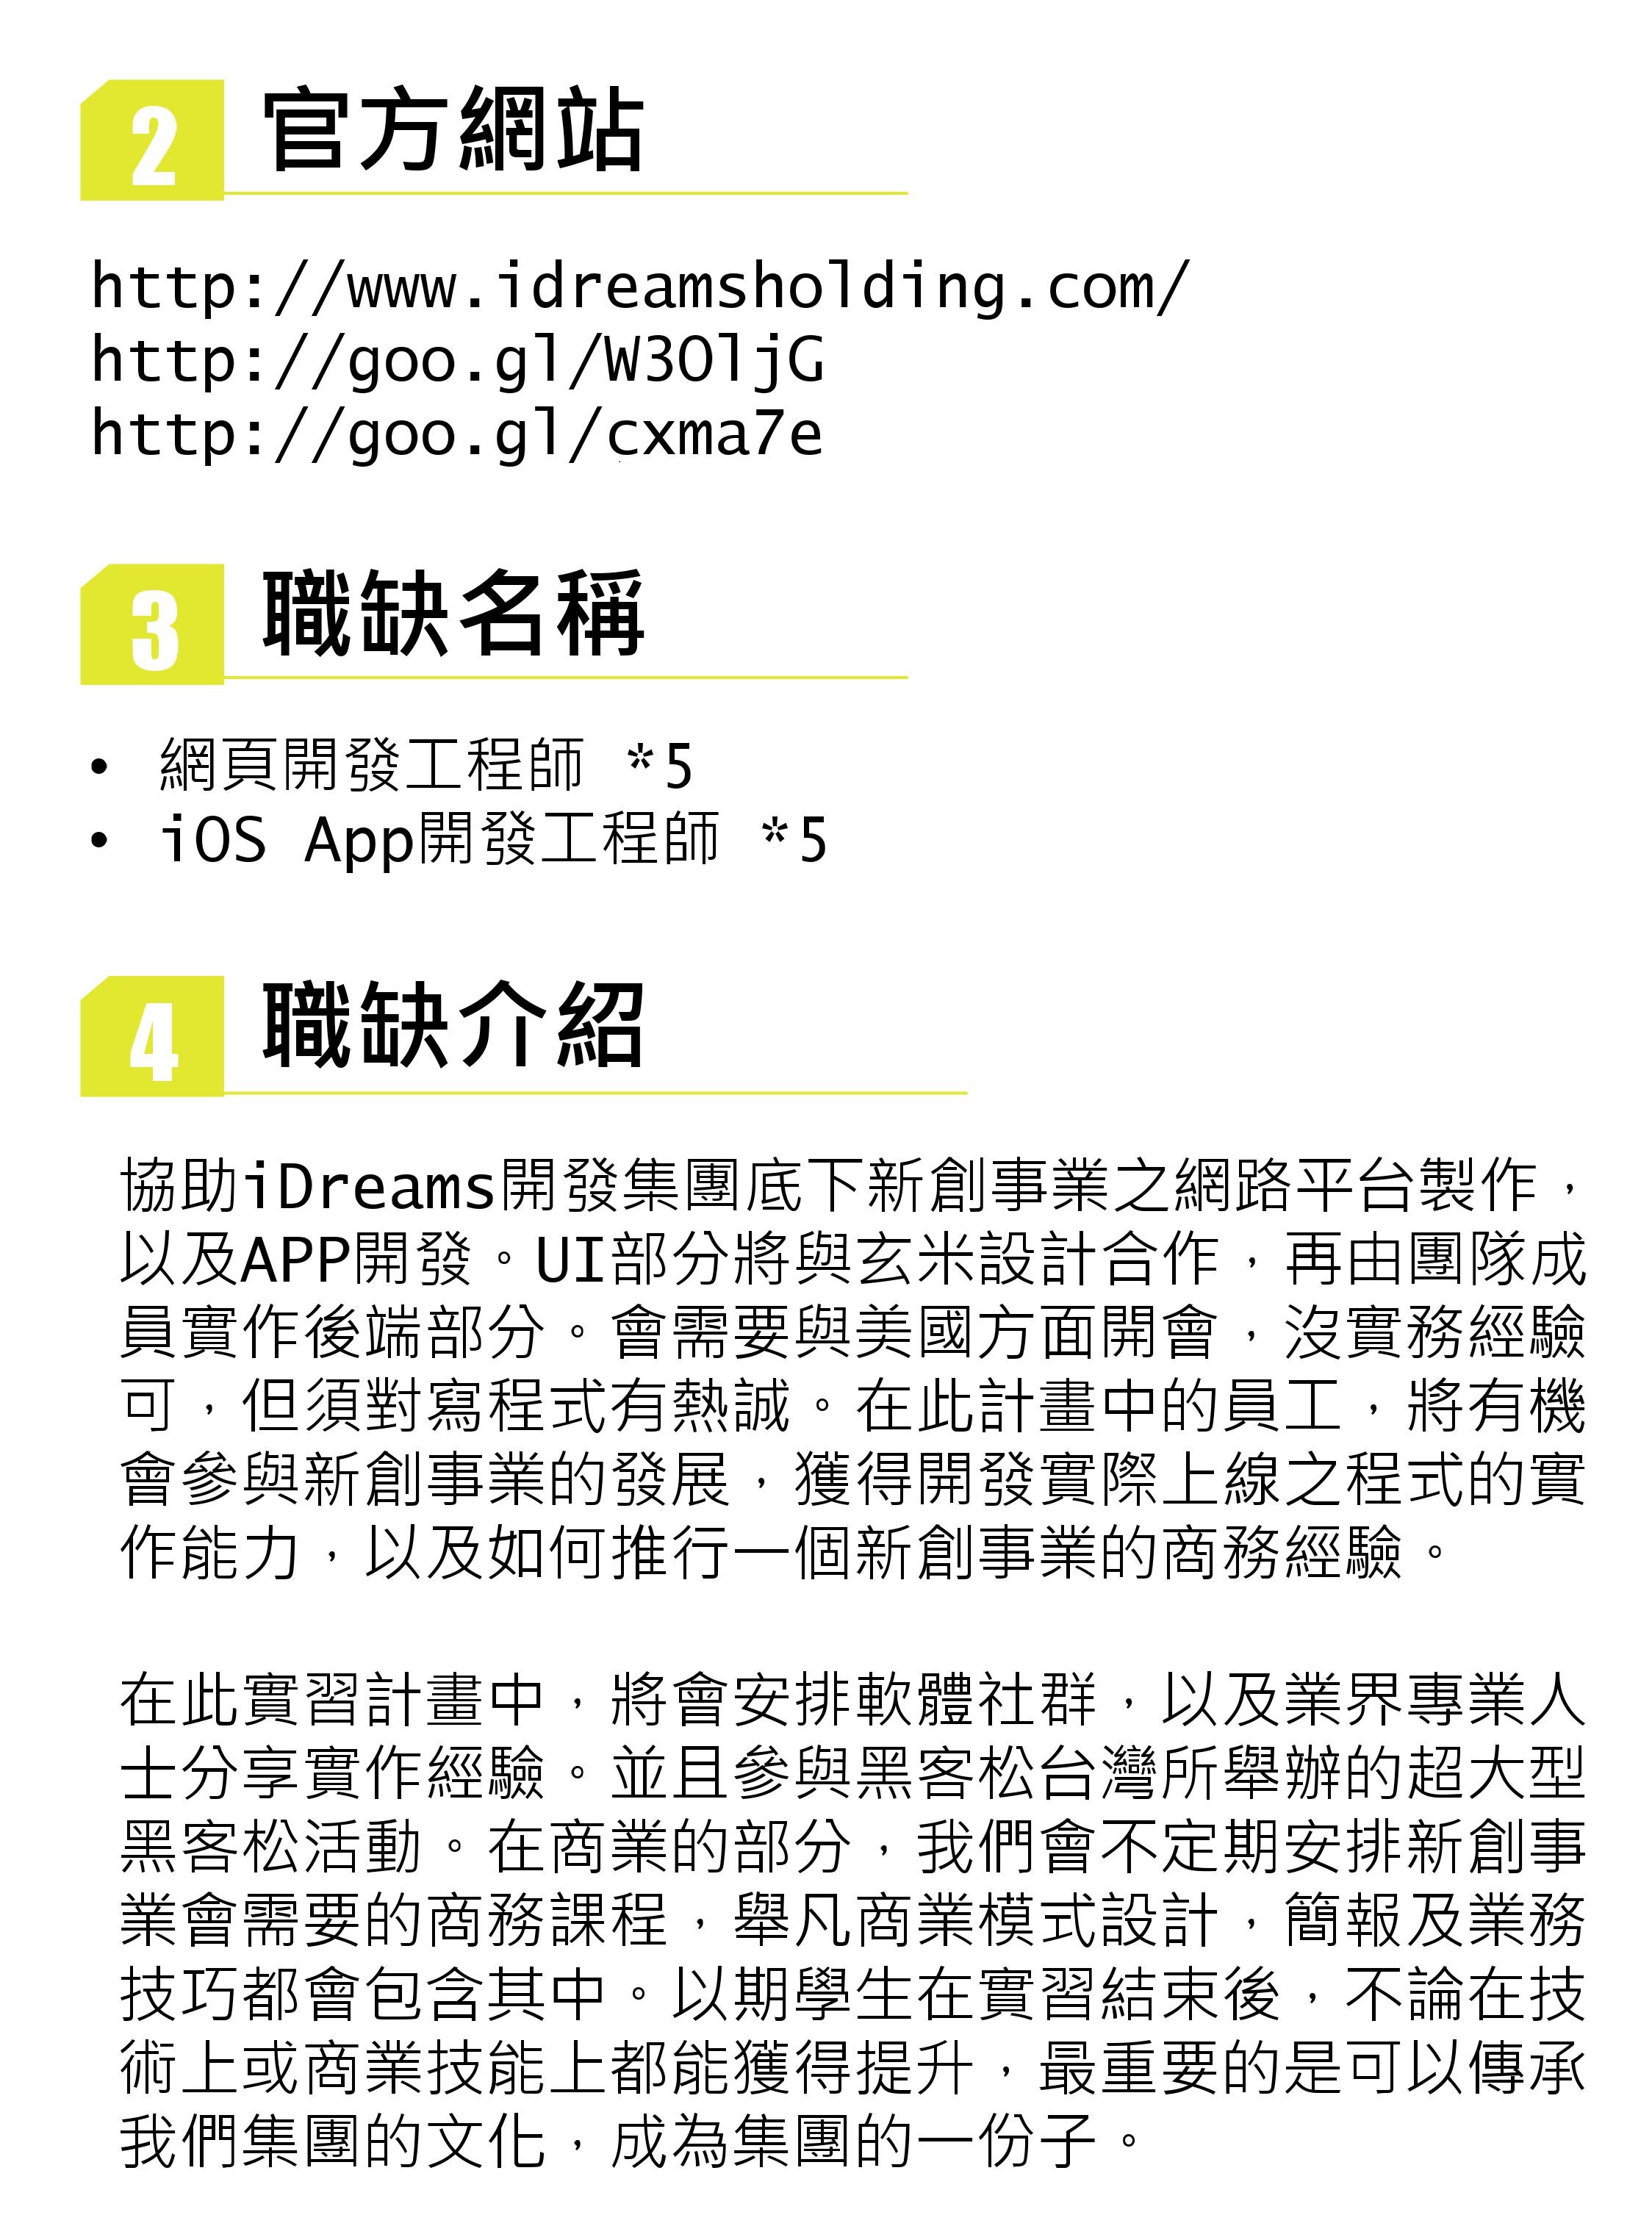 2 官方網站
http://www.idreamsholding.com/
http://goo.gl/W3OljG
http://goo.gl/cxma7e
3 職缺名稱
• 網頁開發工程師 *5
• iOS App開發工程師 *5
4 職缺介紹
協助iDreams開發集團底下新創事業之網路平台製作，
以及APP開發。UI部分將與玄米設計合作，再由團隊成
員實作後端部分。會需要與美國方面開會，沒實務經驗
可，但須對寫程式有熱誠。在此計畫中的員工，將有機
會參與新創事業的發展，獲得開發實際上線之程式的實
作能力，以及如何推行一個新創事業的商務經驗。
在此實習計畫中，將會安排軟體社群，以及業界專業人
士分享實作經驗。並且參與黑客松台灣所舉辦的超大型
黑客松活動。在商業的部分，我們會不定期安排新創事
業會需要的商務課程，舉凡商業模式設計，簡報及業務
技巧都會包含其中。以期學生在實習結束後，不論在技
術上或商業技能上都能獲得提升，最重要的是可以傳承
我們集團的文化，成為集團的一份子。